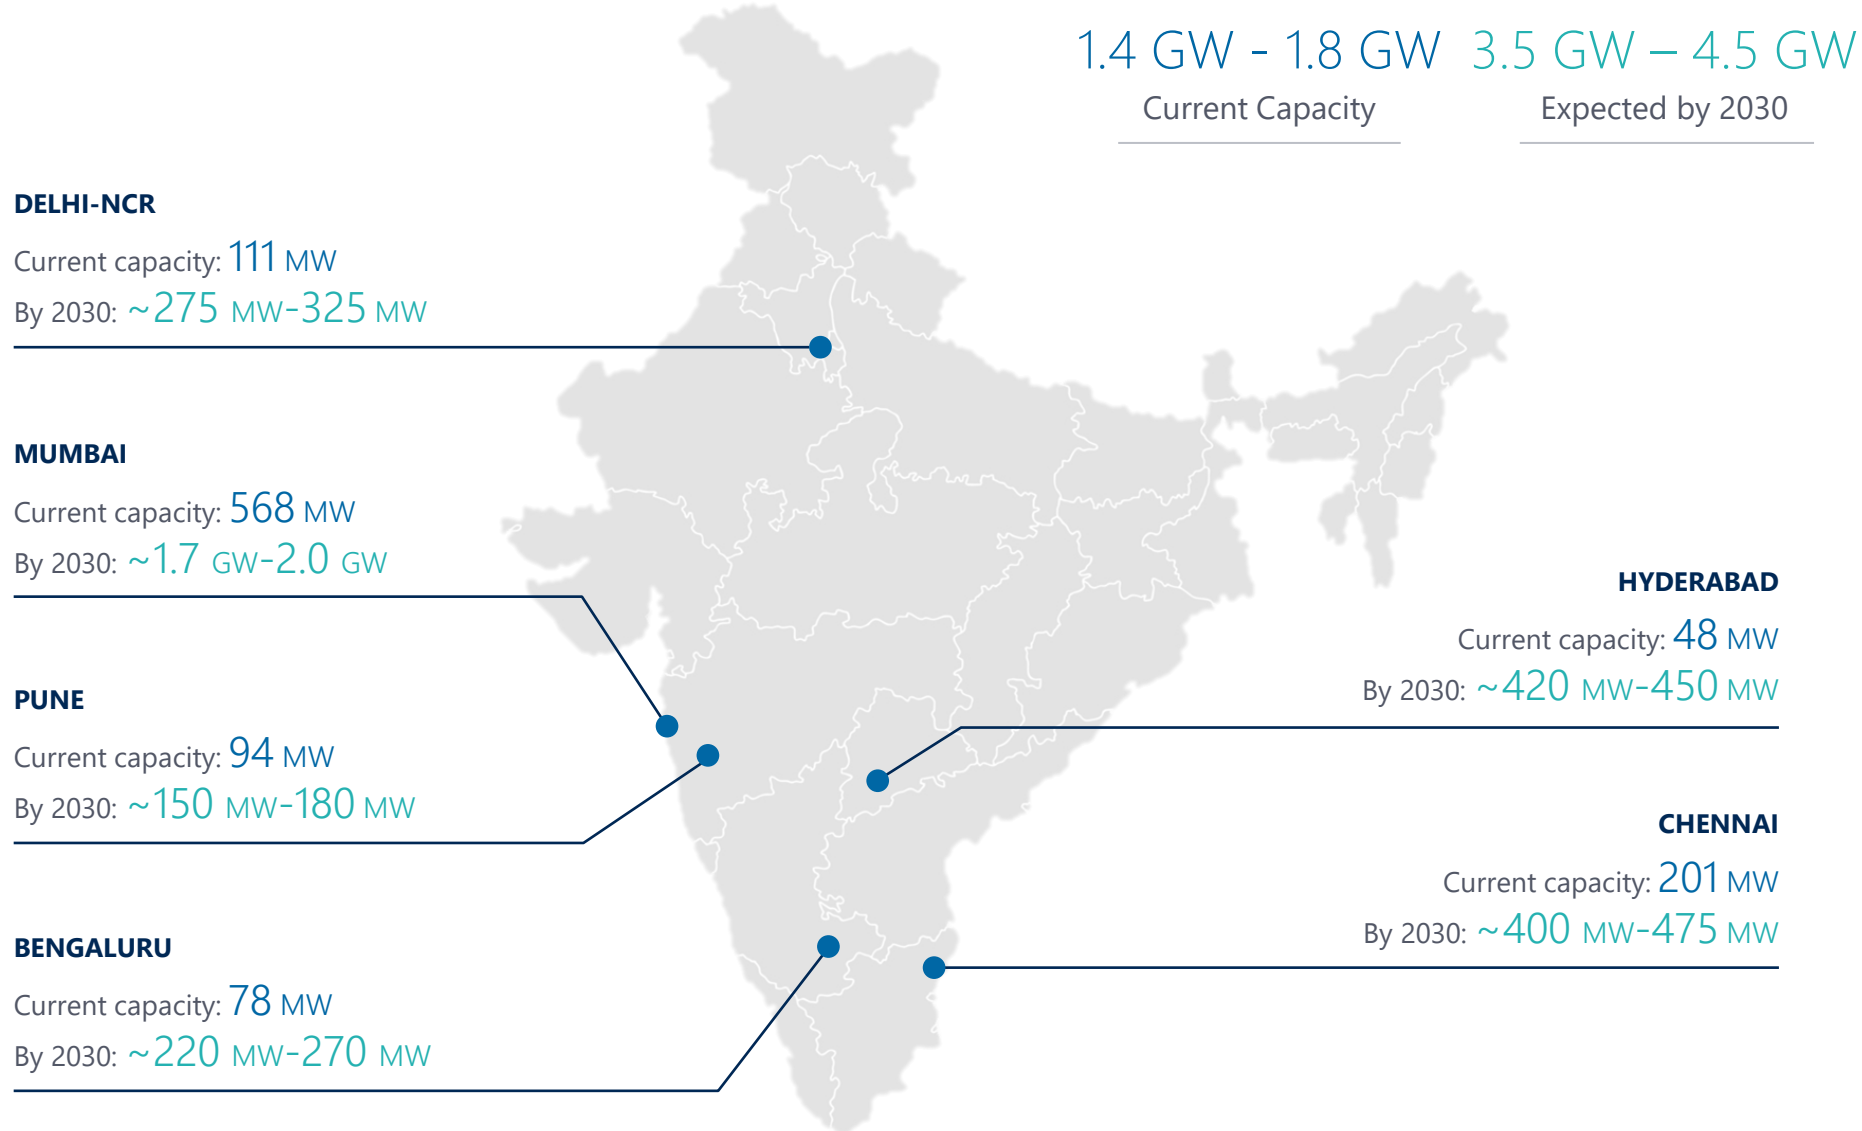 1.4 GW - 1.8 GW
Current Capacity
3.5 GW – 4.5 GW
Expected by 2030
DELHI-NCR
Current capacity: 111 MW
By 2030: ~275 MW-325 MW
MUMBAI
Current capacity: 568 MW
By 2030: ~1.7 GW-2.0 GW
PUNE
Current capacity: 94 MW
By 2030: ~150 MW-180 MW
BENGALURU
Current capacity: 78 MW
By 2030: ~220 MW-270 MW
HYDERABAD
Current capacity: 48 MW
By 2030: ~420 MW-450 MW
CHENNAI
Current capacity: 201 MW
By 2030: ~400 MW-475 MW